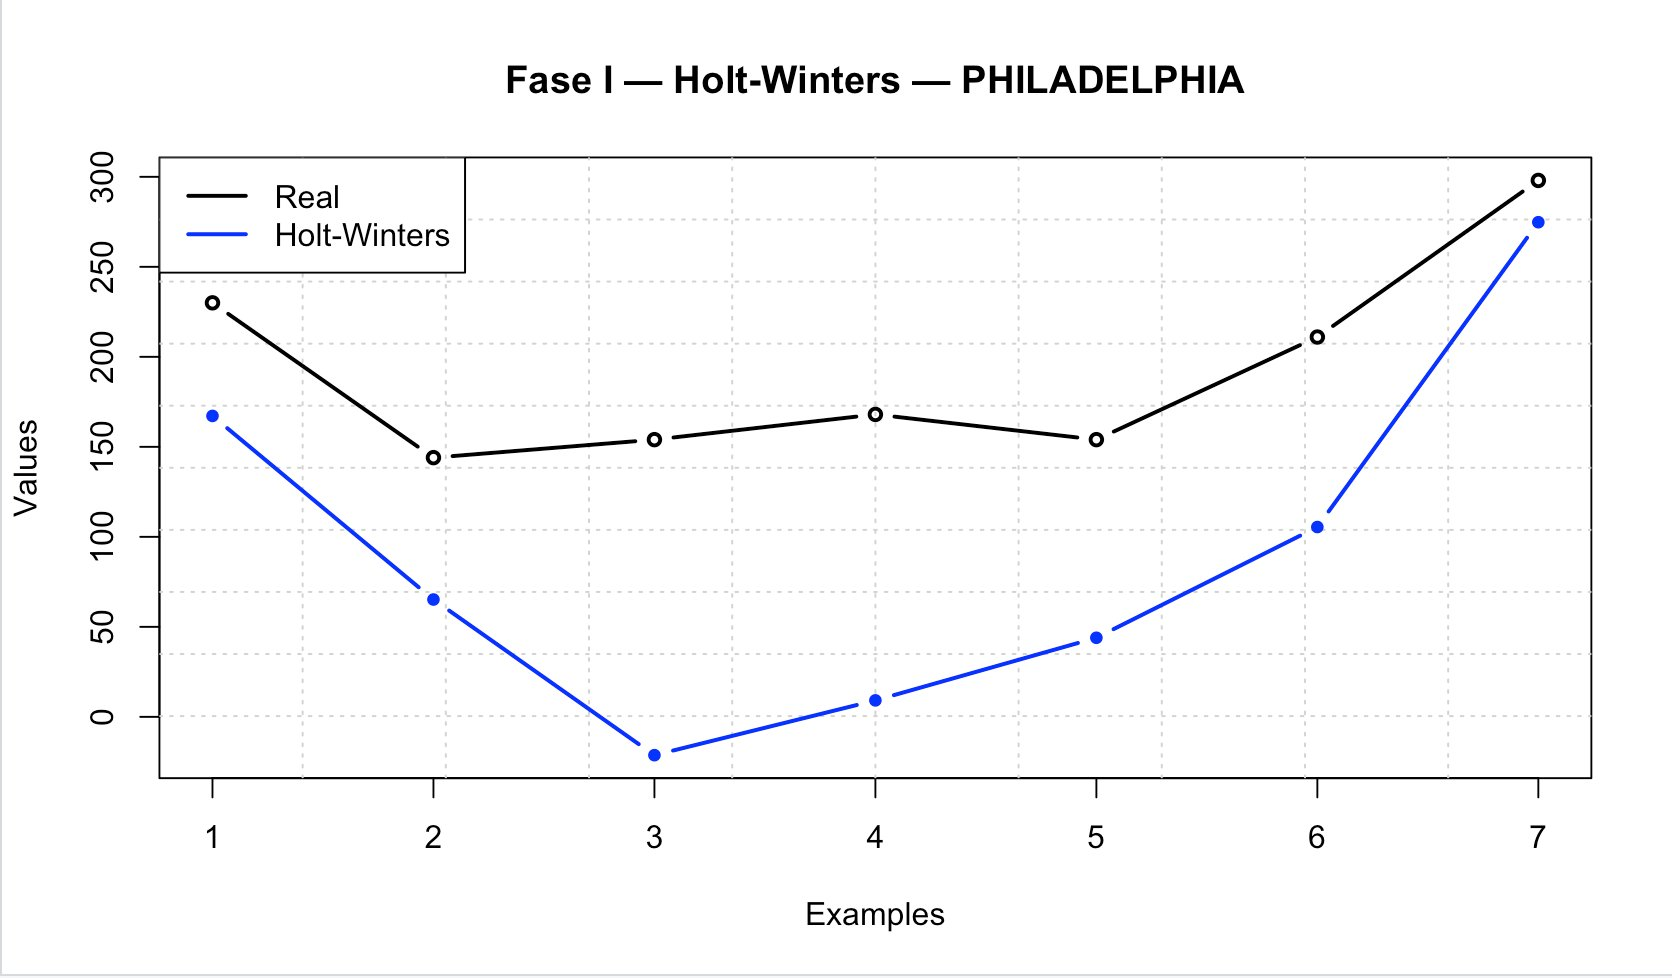 Fase I — Holt-Winters — PHILADELPHIA
Real
Holt-Winters
Values
300
250
200
150
100
50
0
1 2 3 4 5 6 7
Examples